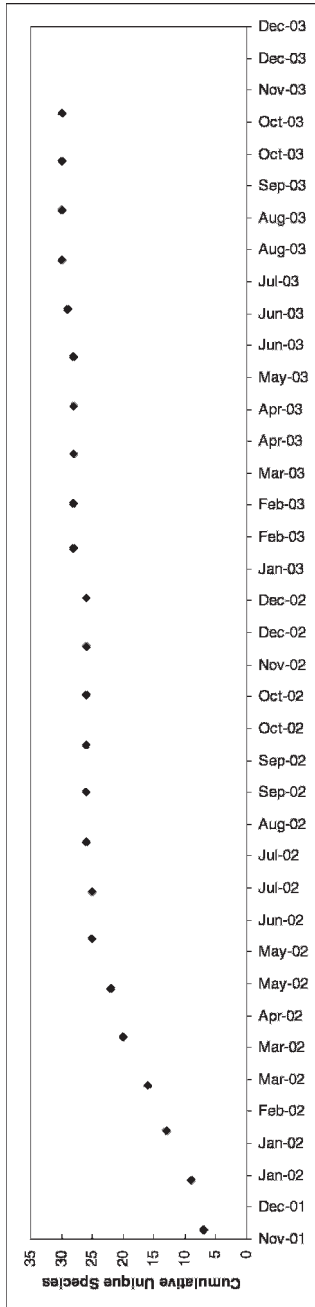 Cumulative Unique Species
35
30
25
20
15
10
5
0
Nov-01
Dec-01
Jan-02
Jan-02
Feb-02
Mar-02
Mar-02
Apr-02
May-02
May-02
Jun-02
Jul-02
Jul-02
Aug-02
Sep-02
Sep-02
Oct-02
Oct-02
Nov-02
Dec-02
Dec-02
Jan-03
Feb-03
Feb-03
Mar-03
Apr-03
Apr-03
May-03
Jun-03
Jun-03
Jul-03
Aug-03
Aug-03
Sep-03
Oct-03
Oct-03
Nov-03
Dec-03
Dec-03